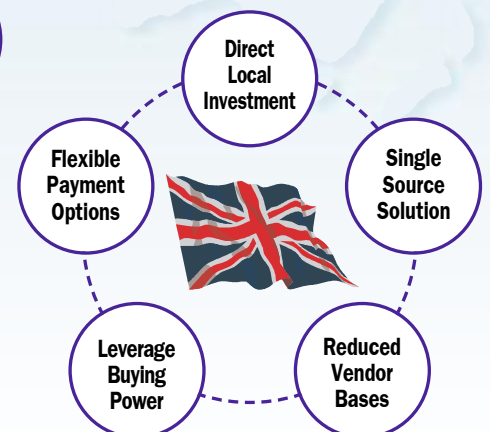 Direct
Local
Investment
Single
Source
Solution
Reduced
Vendor
Bases
Leverage
Buying
Power
Flexible
Payment
Options